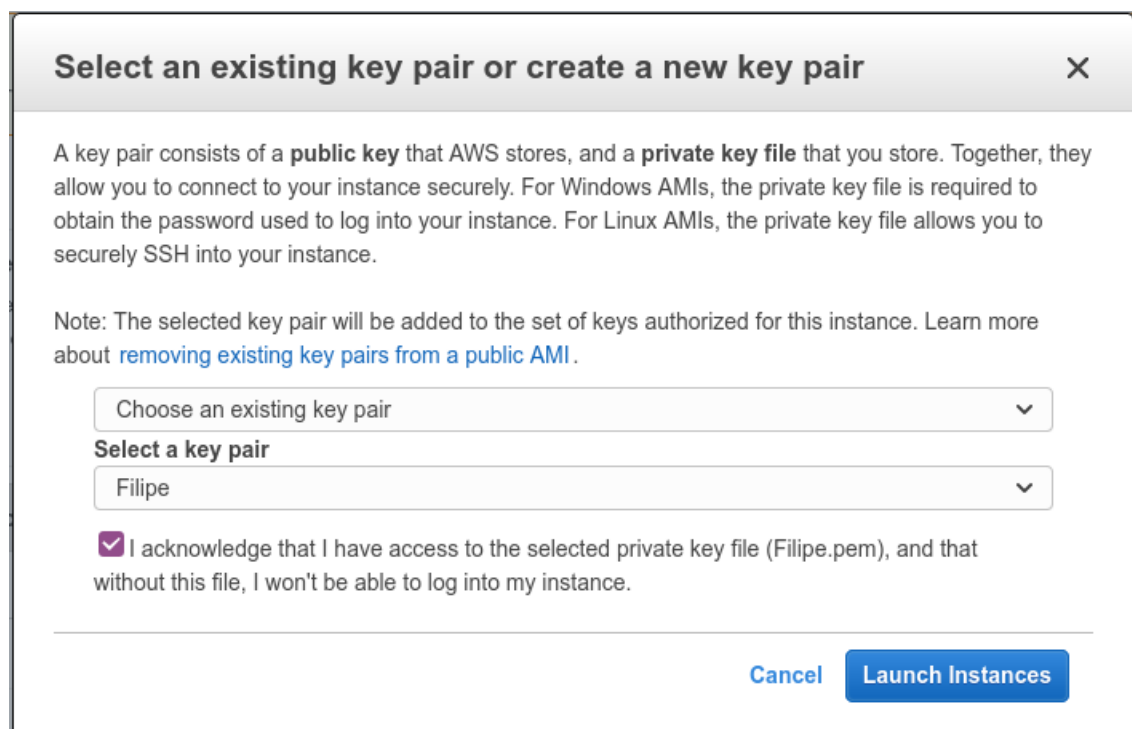 Select an existing key pair or create a new key pair
A key pair consists of a public key that AWS stores, and a private key file that you store. Together, they
allow you to connect to your instance securely. For Windows AMIs, the private key file is required to
obtain the password used to log into your instance. For Linux AMIs, the private key file allows you to
securely SSH into your instance.
Note: The selected key pair will be added to the set of keys authorized for this instance. Learn more
about removing existing key pairs from a public AMI.
Choose an existing key pair
Select a key pair
Filipe
I acknowledge that I have access to the selected private key file (Filipe.pem), and that
without this file, I won't be able to log into my instance.
Cancel Launch Instances